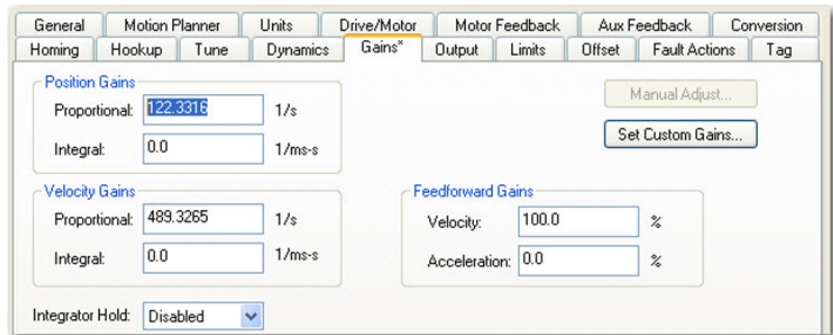 General Motion Planner Units Drive/Motor Motor Feedback Aux Feedback Conversion
Homing Hookup Tune Dynamics Gains* Output Limits Offset Fault Actions Tag
Position Gains
Proportional: 122.3316 1/s
Integral: 0.0 1/ms-s
Manual Adjust...
Set Custom Gains...
Velocity Gains
Proportional: 489.3265 1/s
Integral: 0.0 1/ms-s
Feedforward Gains
Velocity: 100.0 %
Acceleration: 0.0 %
Integrator Hold: Disabled